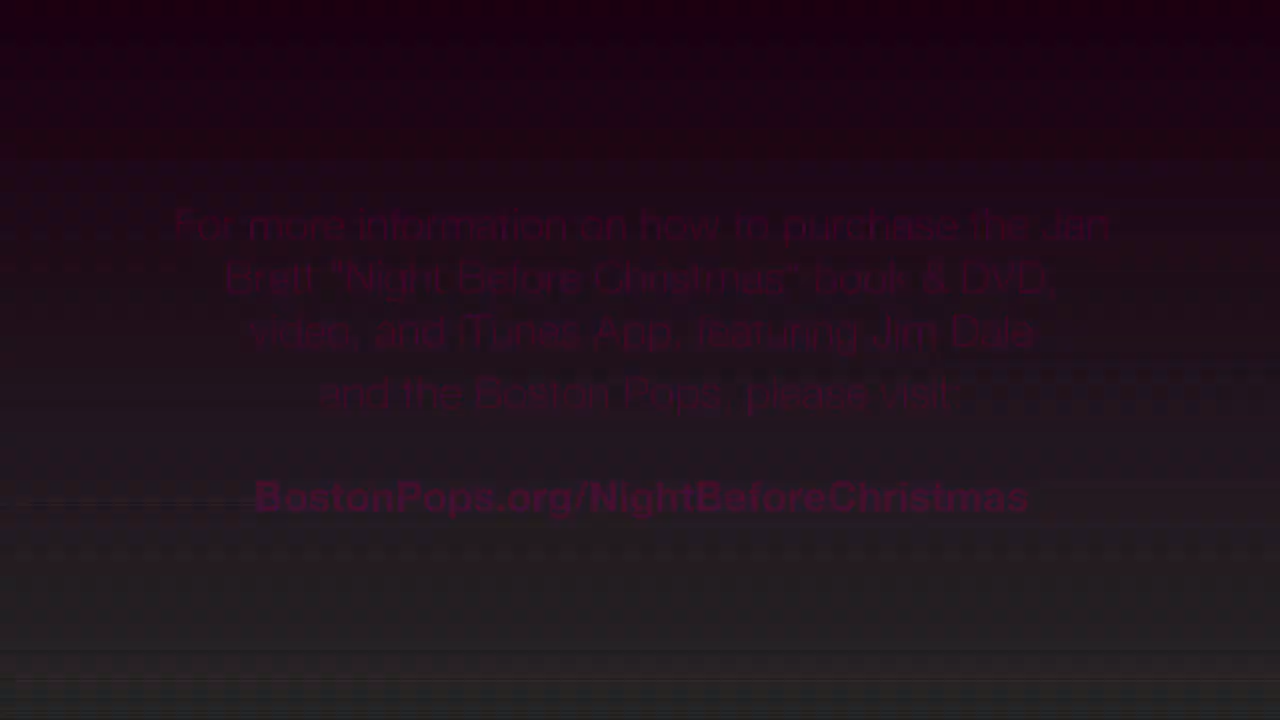 For more information on how to purchase the Jan
Brett "Night Before Christmas" book & DVD,
video, and iTunes App, featuring Jim Dale
and the Boston Pops, please visit:
BostonPops.org/NightBeforeChristmas